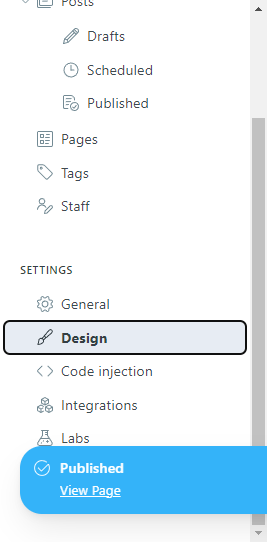 Posts
Drafts
Scheduled
Published
Pages
Tags
Staff
SETTINGS
General
Design
Code injection
Integrations
Labs
Published
View Page